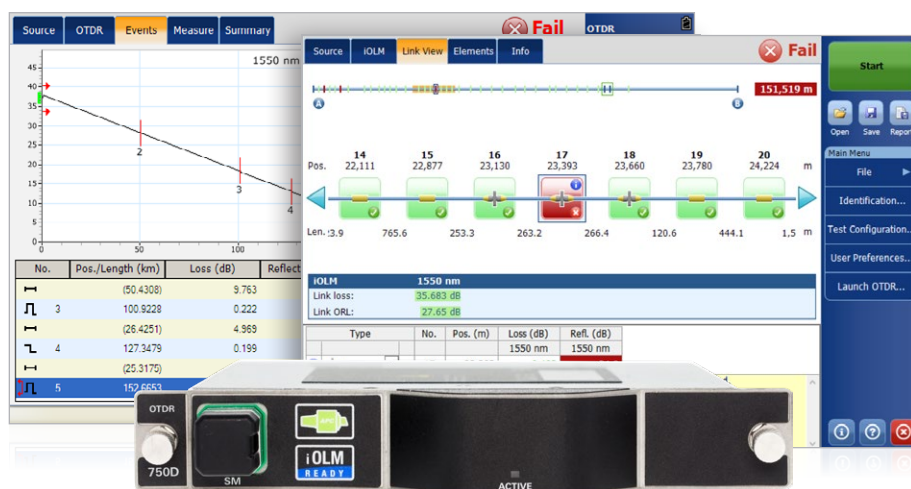 Source OTDR Events Measure Summary
Fail
OTDR
1550 nm
45
40
35
30
25
20
15
10
5
0
0 50 100
2
3
4
No. Pos./Length (km) Loss (dB) Reflect
(50.4308) 9.763
3 100.9228 0.222
(26.4251) 4.969
4 127.3479 0.199
(25.3175)
5 152.6653
Source iOLM Link View Elements Info
Fail
A B
151,519 m
14 15 16 17 18 19 20
Pos. 22,111 22,877 23,130 23,393 23,660 23,780 24,224 m
Len. :3.9 765.6 253.3 263.2 266.4 120.6 444.1 1,5 m
iOLM 1550 nm
Link loss: 35.683 dB
Link ORL: 27.65 dB
Type No. Pos. (m) Loss (dB) Refl. (dB)
1550 nm 1550 nm
Start
Open Save Report
Main Menu
File
Identification...
Test Configuration...
User Preferences...
Launch OTDR...
OTDR
750D
SM
APC
iOLM
READY
ACTIVE